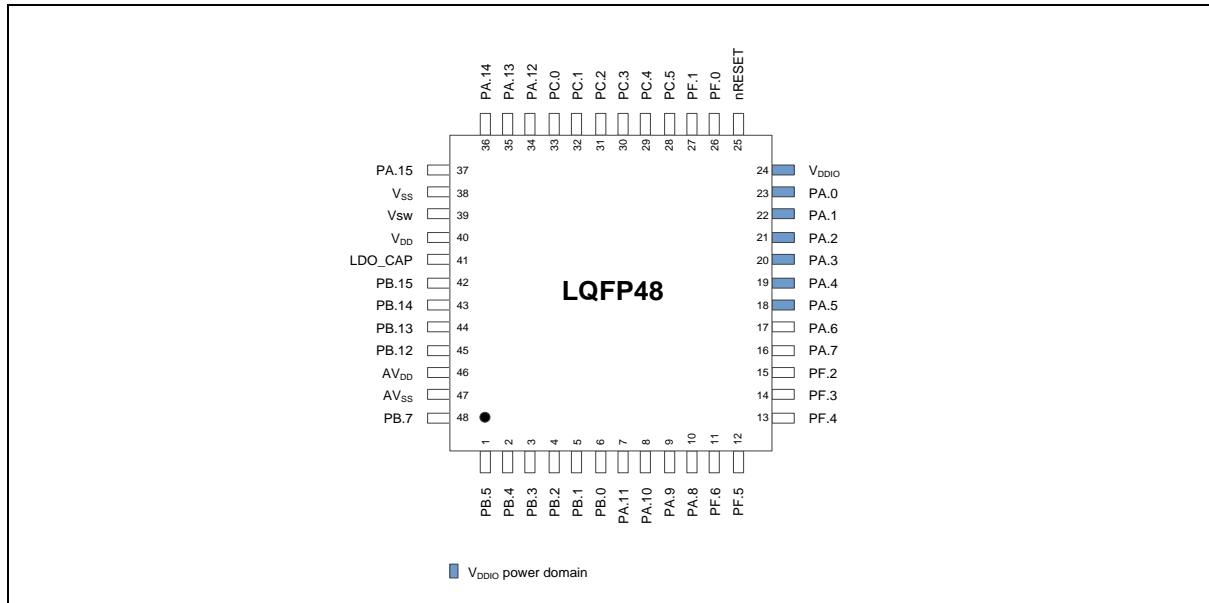 PA.14
PA.13
PA.12
PC.0
PC.1
PC.2
PC.3
PC.4
PC.5
PF.1
PF.0
nRESET
36
35
34
33
32
31
30
29
28
27
26
25
PA.15 37
VSS 38
Vsw 39
VDD 40
LDO_CAP 41
PB.15 42
PB.14 43
PB.13 44
PB.12 45
AVDD 46
AVSS 47
PB.7 48
LQFP48
24 VDDIO
23 PA.0
22 PA.1
21 PA.2
20 PA.3
19 PA.4
18 PA.5
17 PA.6
16 PA.7
15 PF.2
14 PF.3
13 PF.4
1
2
3
4
5
6
7
8
9
10
11
12
PB.5
PB.4
PB.3
PB.2
PB.1
PB.0
PA.11
PA.10
PA.9
PA.8
PF.6
PF.5
VDDIO power domain